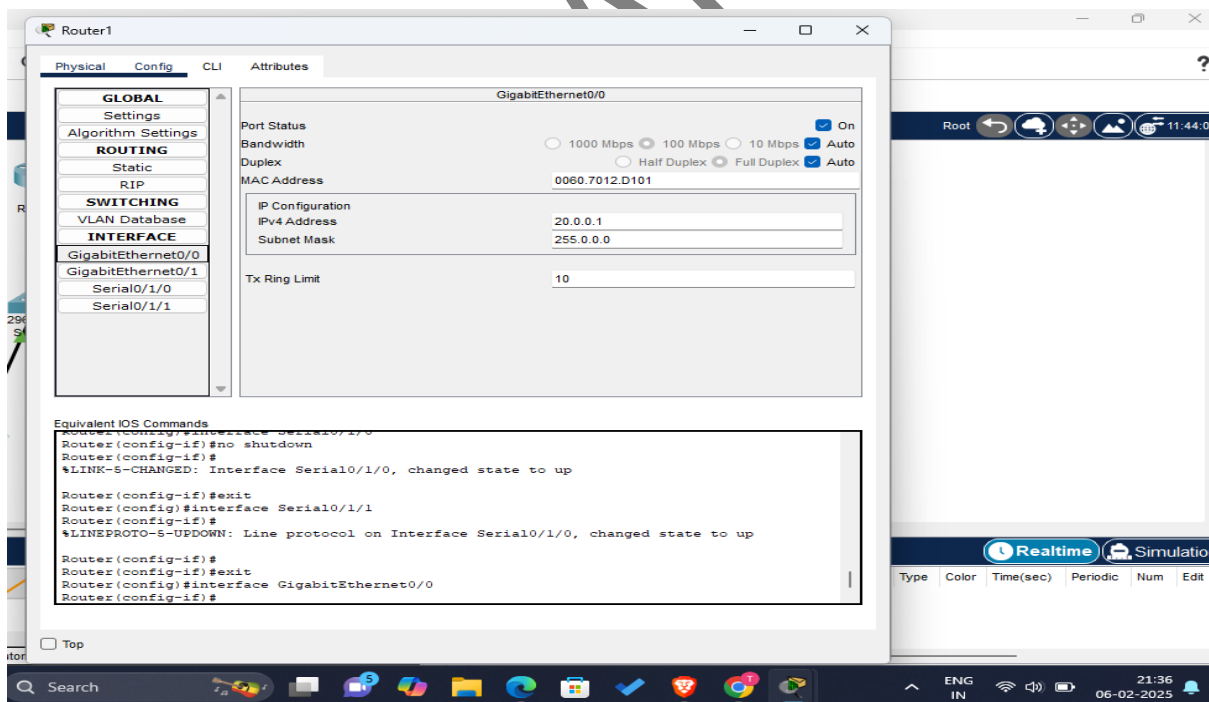 Router1
Physical Config CLI Attributes
?
GLOBAL
Settings
Algorithm Settings
ROUTING
Static
RIP
SWITCHING
VLAN Database
INTERFACE
GigabitEthernet0/0
GigabitEthernet0/1
Serial0/1/0
Serial0/1/1
GigabitEthernet0/0
Port Status On
Bandwidth 1000 Mbps 100 Mbps 10 Mbps Auto
Duplex Half Duplex Full Duplex Auto
MAC Address 0060.7012.D101
IP Configuration
IPv4 Address 20.0.0.1
Subnet Mask 255.0.0.0
Tx Ring Limit 10
Root 11:44:0
Equivalent IOS Commands
Router(config)#interface Serial0/1/0
Router(config-if)#no shutdown
Router(config-if)#
%LINK-5-CHANGED: Interface Serial0/1/0, changed state to up
Router(config-if)#exit
Router(config)#interface Serial0/1/1
Router(config-if)#
%LINEPROTO-5-UPDOWN: Line protocol on Interface Serial0/1/0, changed state to up
Router(config-if)#
Router(config-if)#exit
Router(config)#interface GigabitEthernet0/0
Router(config-if)#
Top
Realtime Simulatio
Type Color Time(sec) Periodic Num Edit
Search
5
ENG
IN
21:36
06-02-2025